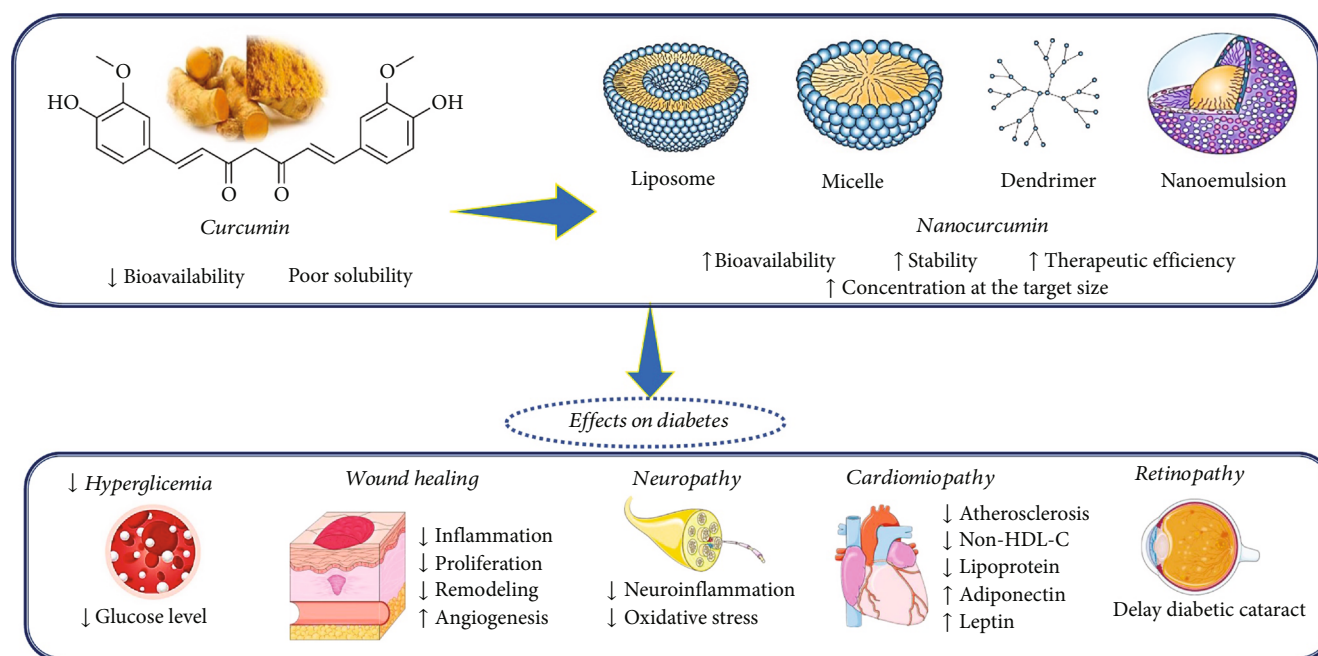 O
O
HO
OH
O
O
Curcumin
↓ Bioavailability
Poor solubility
Liposome
Micelle
Dendrimer
Nanoemulsion
Nanocurcumin
↑ Bioavailability
↑ Stability
↑ Therapeutic efficiency
↑ Concentration at the target size
Effects on diabetes
↓ Hyperglicemia
↓ Glucose level
Wound healing
↓ Inflammation
↓ Proliferation
↓ Remodeling
↑ Angiogenesis
Neuropathy
↓ Neuroinflammation
↓ Oxidative stress
Cardiomiopathy
↓ Atherosclerosis
↓ Non-HDL-C
↓ Lipoprotein
↑ Adiponectin
↑ Leptin
Retinopathy
Delay diabetic cataract